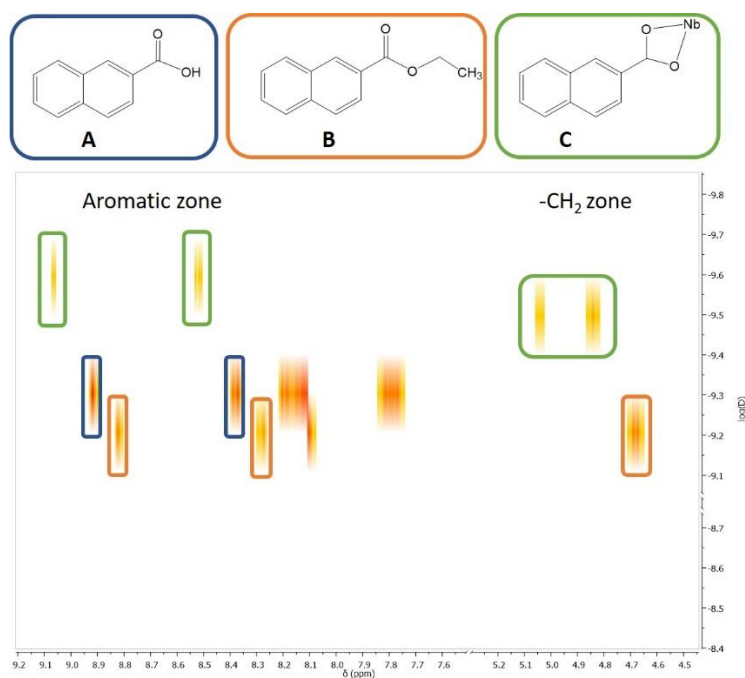 O
OH
A
O
O
CH3
B
O
Nb
O
C
Aromatic zone
-CH2 zone
-9.8
-9.7
-9.6
-9.5
-9.4
-9.3
-9.2
-9.1
-8.7
-8.6
-8.5
-8.4
log(D)
9.2 9.1 9.0 8.9 8.8 8.7 8.6 8.5 8.4 8.3 8.2 8.1 8.0 7.9 7.8 7.7 7.6 5.2 5.1 5.0 4.9 4.8 4.7 4.6 4.5
δ (ppm)